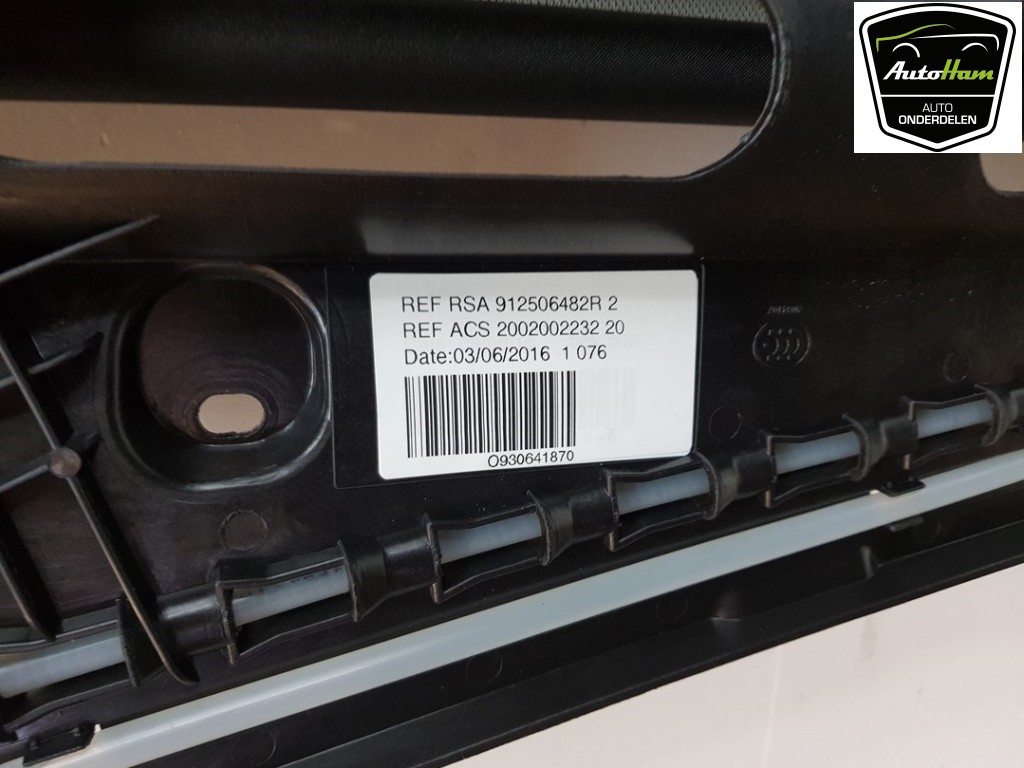 AutoHam
AUTO
ONDERDELEN
REF RSA 912506482R 2
REF ACS 2002002232 20
Date:03/06/2016 1 076
O930641870